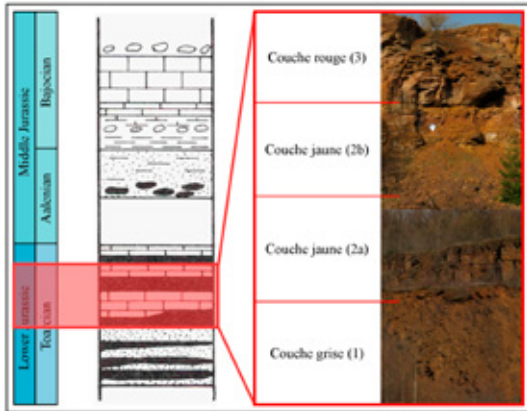 Middle Jurassic
Lower Jurassic
Bajocian
Aalenian
Toarcian
Couche rouge (3)
Couche jaune (2b)
Couche jaune (2a)
Couche grise (1)